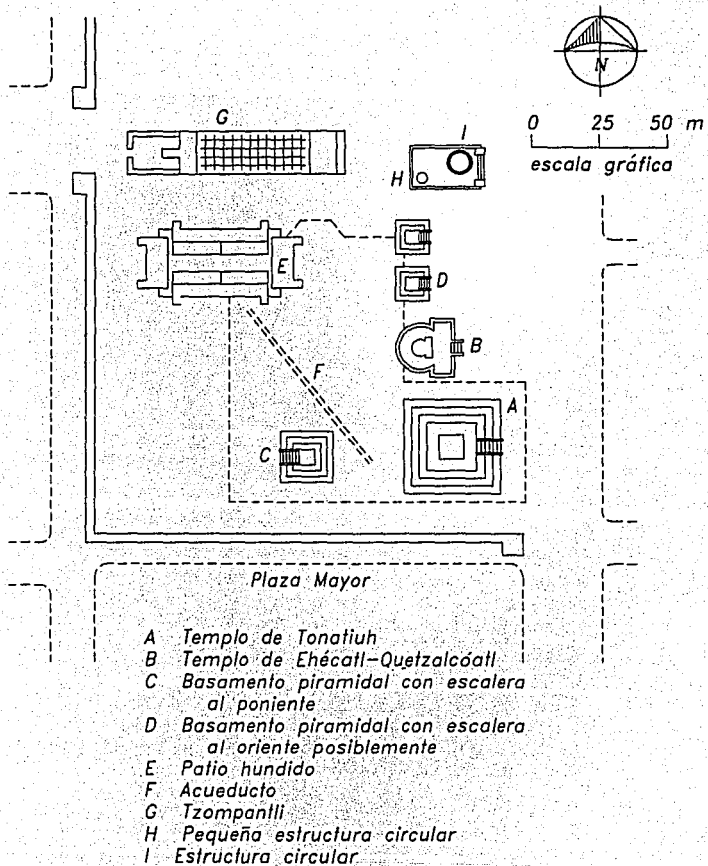 N
0 25 50 m
escala gráfica
G
I
H
E
D
B
F
A
C
Plaza Mayor
A Templo de Tonatiuh
B Templo de Ehécatl-Quetzalcóatl
C Basamento piramidal con escalera
al poniente
D Basamento piramidal con escalera
al oriente posiblemente
E Patio hundido
F Acueducto
G Tzompantli
H Pequeña estructura circular
I Estructura circular